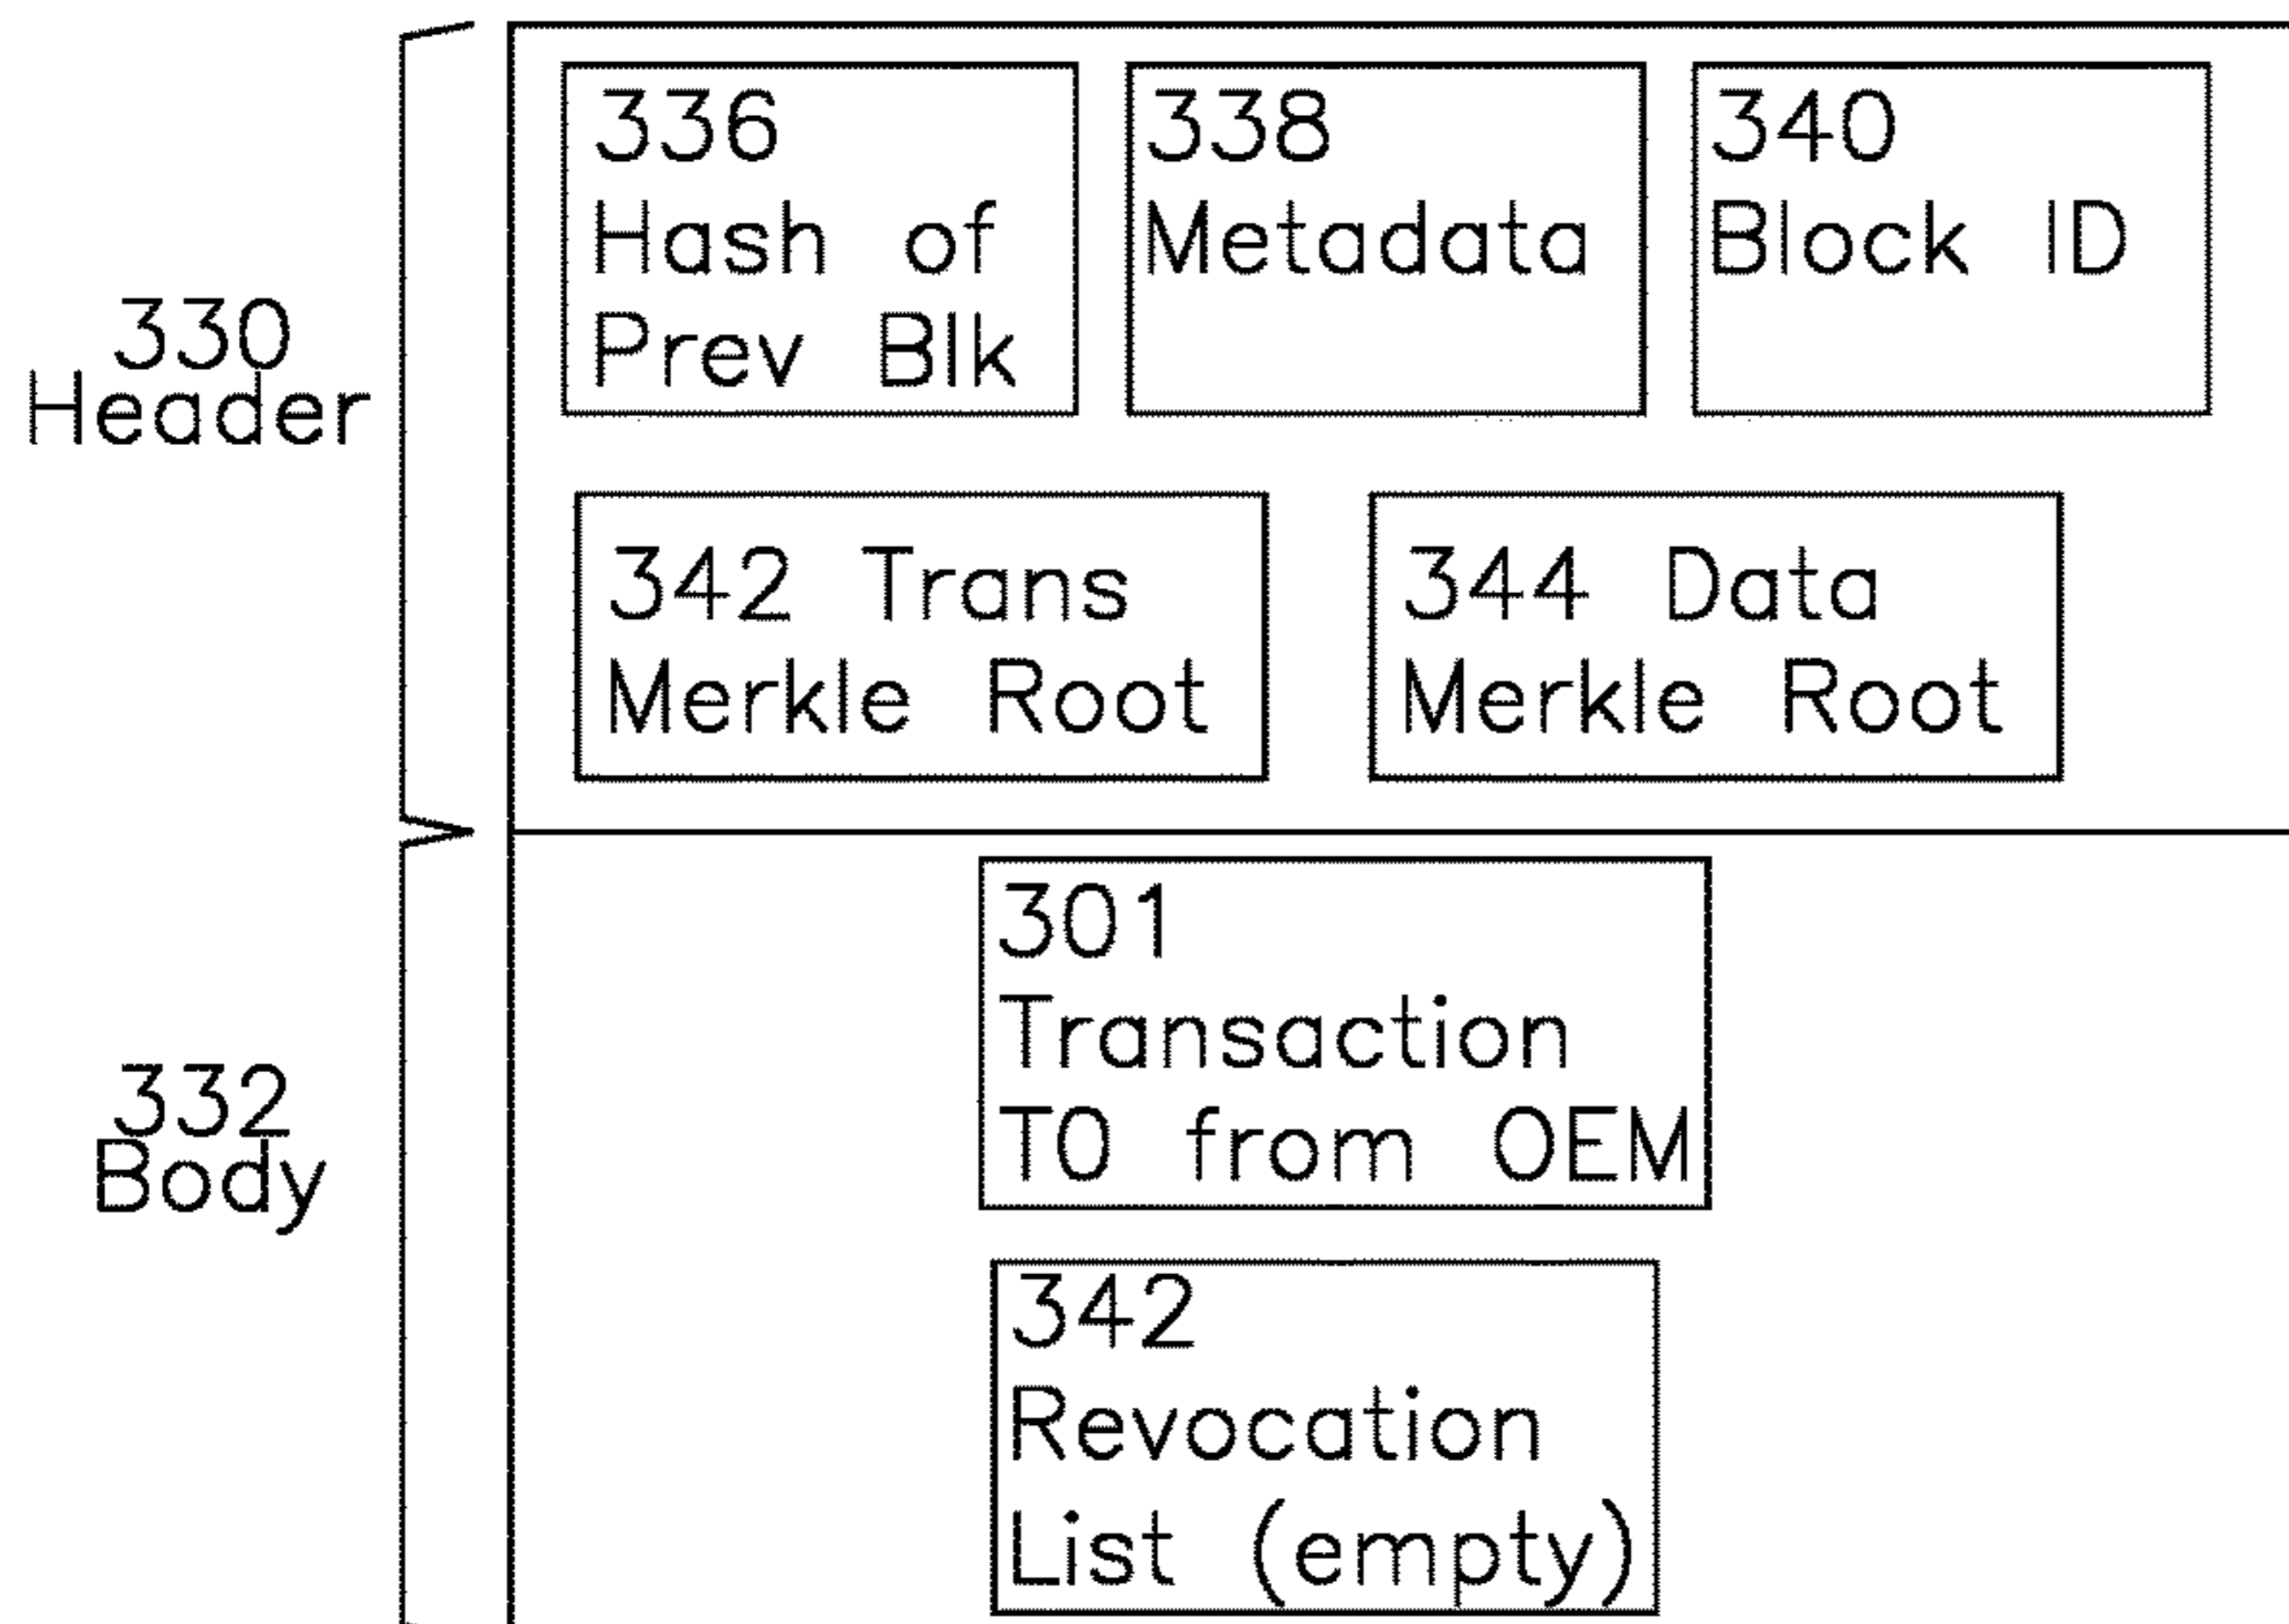 330
Header
336
Hash of
Prev Blk
338
Metadata
340
Block ID
342 Trans
Merkle Root
344 Data
Merkle Root
332
Body
301
Transaction
T0 from OEM
342
Revocation
List (empty)